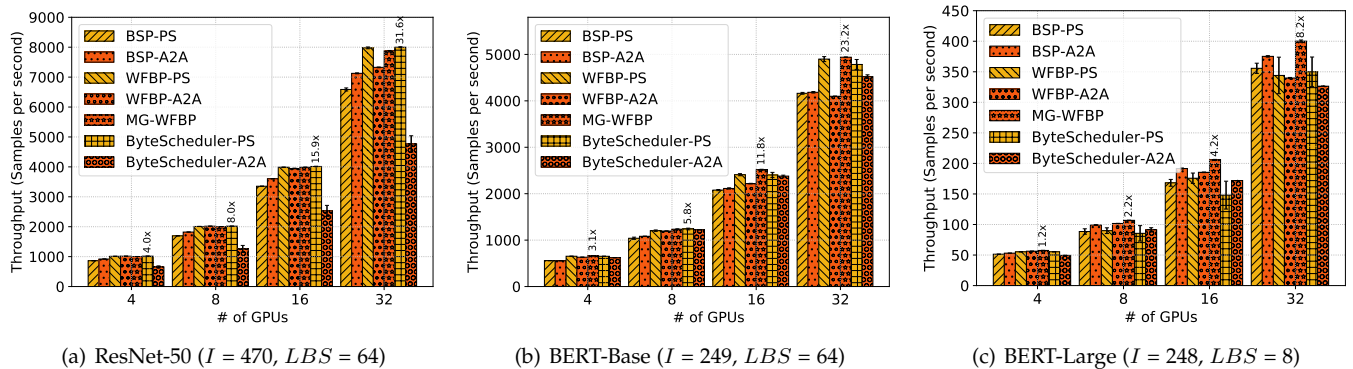 Throughput (Samples per second)
9000
8000
7000
6000
5000
4000
3000
2000
1000
0
BSP-PS
BSP-A2A
WFBP-PS
WFBP-A2A
MG-WFBP
ByteScheduler-PS
ByteScheduler-A2A
4.0x
8.0x
15.9x
31.6x
4 8 16 32
# of GPUs
(a) ResNet-50 (I = 470, LBS = 64)
Throughput (Samples per second)
5000
4000
3000
2000
1000
0
BSP-PS
BSP-A2A
WFBP-PS
WFBP-A2A
MG-WFBP
ByteScheduler-PS
ByteScheduler-A2A
3.1x
5.8x
11.8x
23.2x
4 8 16 32
# of GPUs
(b) BERT-Base (I = 249, LBS = 64)
Throughput (Samples per second)
450
400
350
300
250
200
150
100
50
0
BSP-PS
BSP-A2A
WFBP-PS
WFBP-A2A
MG-WFBP
ByteScheduler-PS
ByteScheduler-A2A
1.2x
2.2x
4.2x
8.2x
4 8 16 32
# of GPUs
(c) BERT-Large (I = 248, LBS = 8)